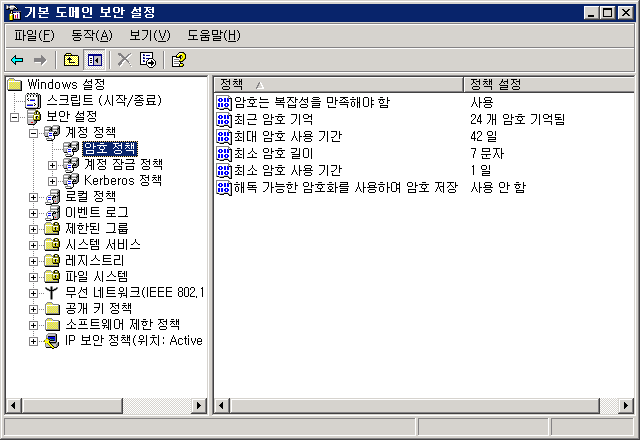 기본 도메인 보안 설정
파일(F) 동작(A) 보기(V) 도움말(H)
Windows 설정
스크립트 (시작/종료)
보안 설정
계정 정책
암호 정책
계정 잠금 정책
Kerberos 정책
로컬 정책
이벤트 로그
제한된 그룹
시스템 서비스
레지스트리
파일 시스템
무선 네트워크(IEEE 802,1
공개 키 정책
소프트웨어 제한 정책
IP 보안 정책(위치: Active
정책 정책 설정
암호는 복잡성을 만족해야 함 사용
최근 암호 기억 24 개 암호 기억됨
최대 암호 사용 기간 42 일
최소 암호 길이 7 문자
최소 암호 사용 기간 1 일
해독 가능한 암호화를 사용하여 암호 저장 사용 안 함